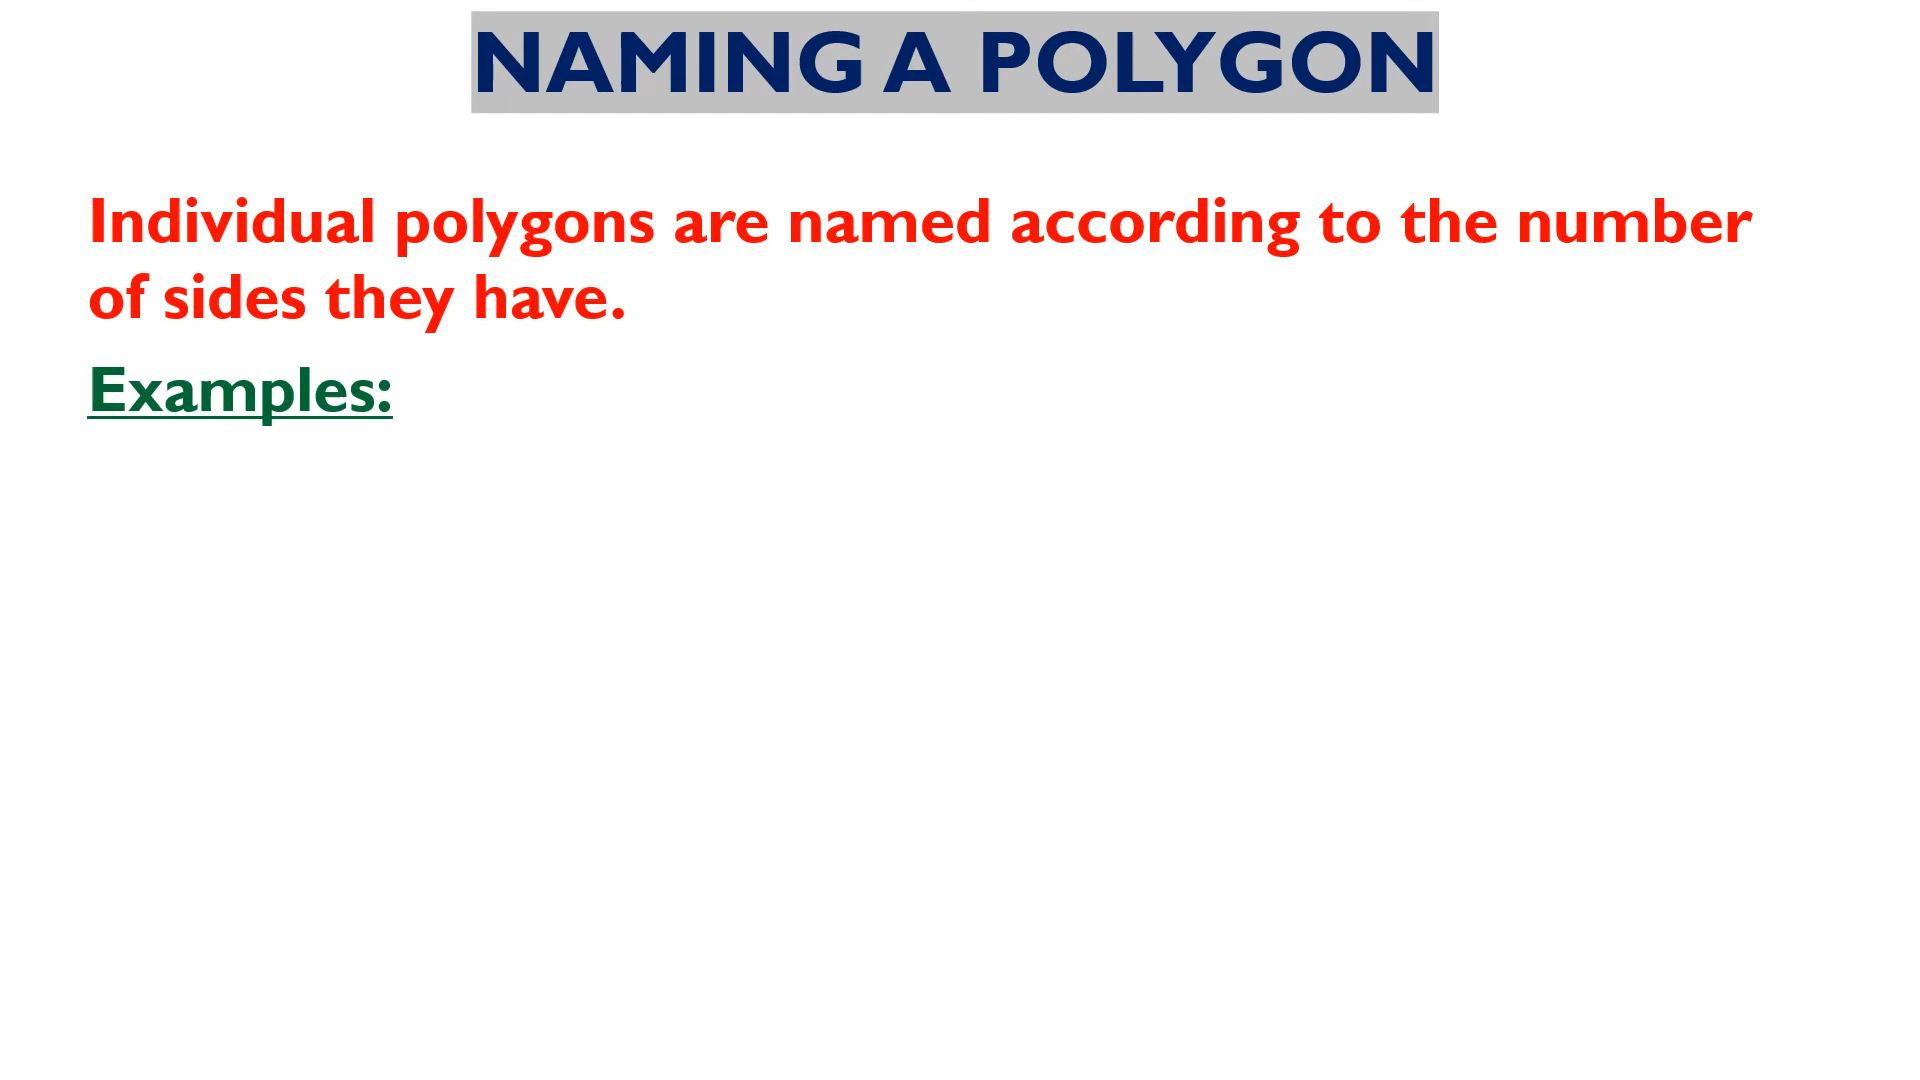 NAMING A POLYGON
Individual polygons are named according to the number
of sides they have.
Examples: